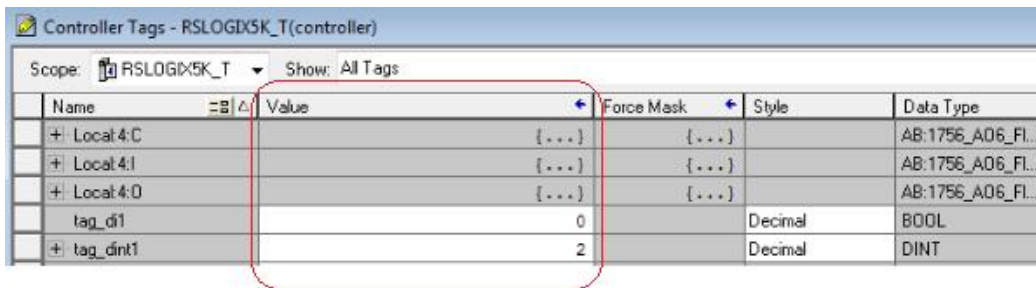 Controller Tags - RSLOGIX5K_T(controller)
Scope: RSLOGIX5K_T Show: All Tags
Name Value Force Mask Style Data Type
+ Local:4:C {...} {...} AB:1756_AO6_Fl...
+ Local:4:I {...} {...} AB:1756_AO6_Fl...
+ Local:4:O {...} {...} AB:1756_AO6_Fl...
tag_di1 0 Decimal BOOL
+ tag_dint1 2 Decimal DINT